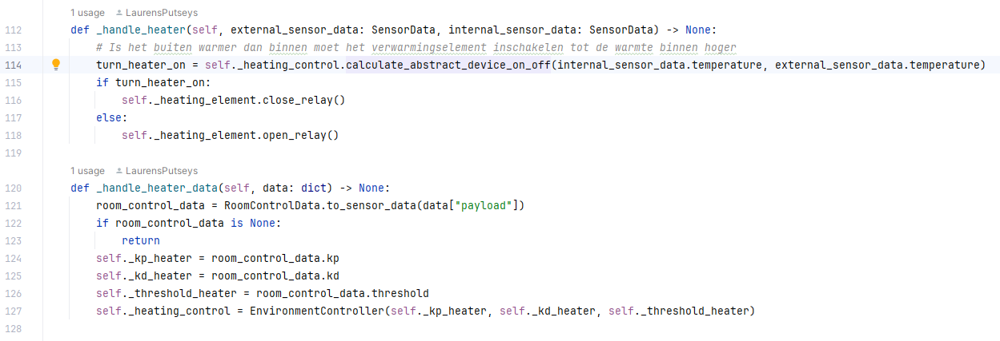 1 usage LaurensPutseys
112 def _handle_heater(self, external_sensor_data: SensorData, internal_sensor_data: SensorData) -> None:
113 # Is het buiten warmer dan binnen moet het verwarmingselement inschakelen tot de warmte binnen hoger
114 turn_heater_on = self._heating_control.calculate_abstract_device_on_off(internal_sensor_data.temperature, external_sensor_data.temperature)
115 if turn_heater_on:
116 self._heating_element.close_relay()
117 else:
118 self._heating_element.open_relay()
119
1 usage LaurensPutseys
120 def _handle_heater_data(self, data: dict) -> None:
121 room_control_data = RoomControlData.to_sensor_data(data["payload"])
122 if room_control_data is None:
123 return
124 self._kp_heater = room_control_data.kp
125 self._kd_heater = room_control_data.kd
126 self._threshold_heater = room_control_data.threshold
127 self._heating_control = EnvironmentController(self._kp_heater, self._kd_heater, self._threshold_heater)
128